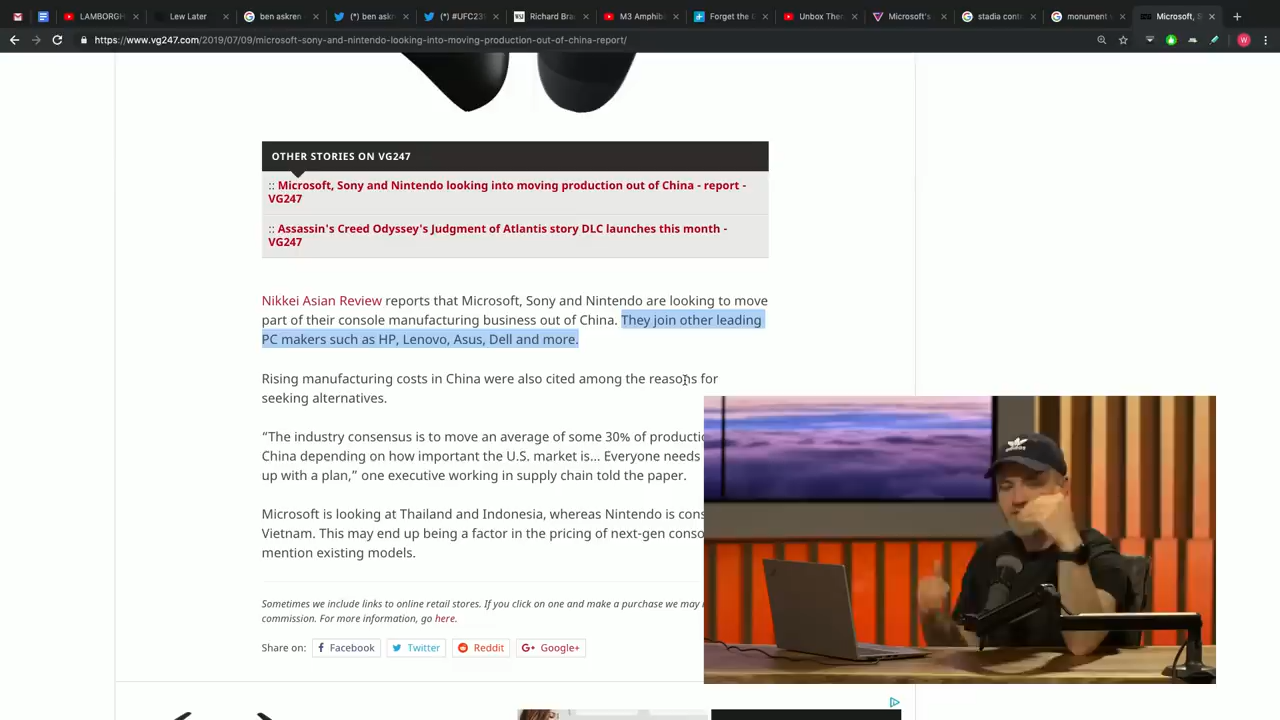 LAMBORGH
Lew Later
ben askren
(*) ben askr
(*) #UFC23
Richard Bra
M3 Amphib
Forget the
Unbox Ther
Microsoft's
stadia contr
monument
Microsoft, S
https://www.vg247.com/2019/07/09/microsoft-sony-and-nintendo-looking-into-moving-production-out-of-china-report/
W
OTHER STORIES ON VG247
:: Microsoft, Sony and Nintendo looking into moving production out of China - report -
VG247
:: Assassin's Creed Odyssey's Judgment of Atlantis story DLC launches this month -
VG247
Nikkei Asian Review reports that Microsoft, Sony and Nintendo are looking to move
part of their console manufacturing business out of China. They join other leading
PC makers such as HP, Lenovo, Asus, Dell and more.
Rising manufacturing costs in China were also cited among the reasons for
seeking alternatives.
“The industry consensus is to move an average of some 30% of producti
China depending on how important the U.S. market is... Everyone needs
up with a plan,” one executive working in supply chain told the paper.
Microsoft is looking at Thailand and Indonesia, whereas Nintendo is cons
Vietnam. This may end up being a factor in the pricing of next-gen conso
mention existing models.
Sometimes we include links to online retail stores. If you click on one and make a purchase we may
commission. For more information, go here.
Share on: Facebook Twitter Reddit G+ Google+
adidas